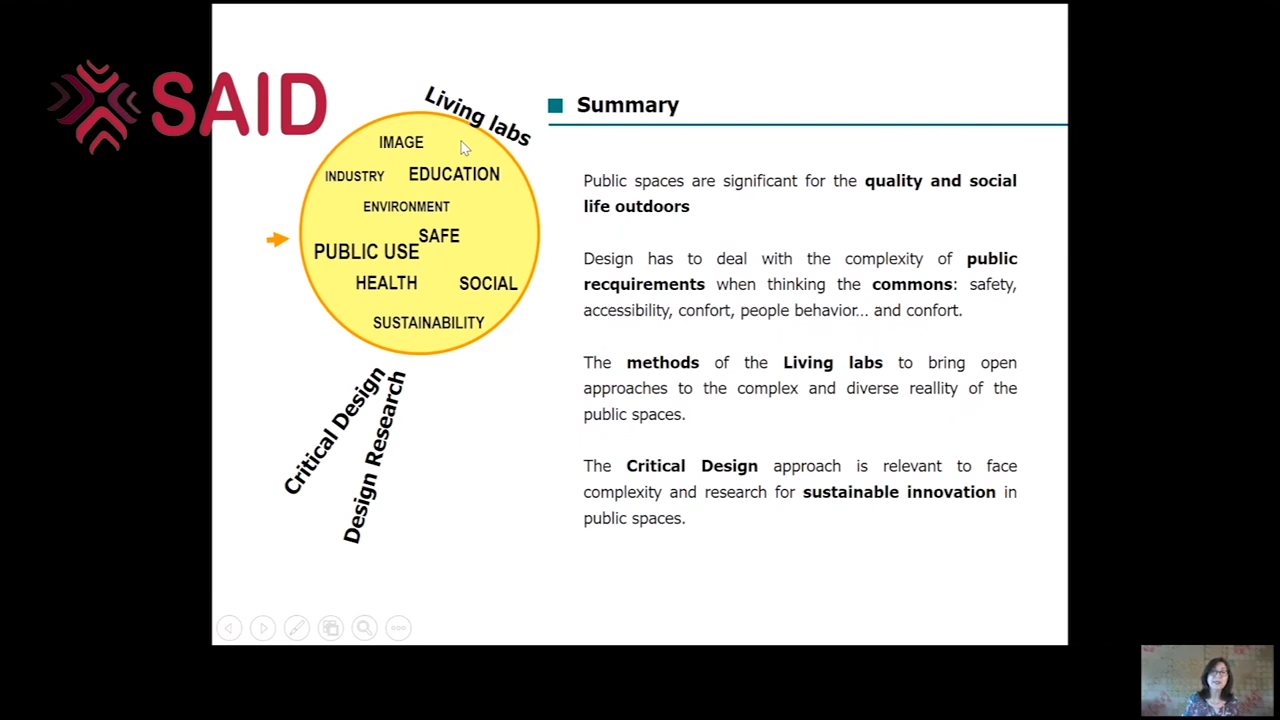 SAID
Living labs
IMAGE
INDUSTRY
EDUCATION
ENVIRONMENT
SAFE
PUBLIC USE
HEALTH
SOCIAL
SUSTAINABILITY
Critical Design
Design Research
Summary
Public spaces are significant for the quality and social
life outdoors
Design has to deal with the complexity of public
recquirements when thinking the commons: safety,
accessibility, confort, people behavior... and confort.
The methods of the Living labs to bring open
approaches to the complex and diverse reallity of the
public spaces.
The Critical Design approach is relevant to face
complexity and research for sustainable innovation in
public spaces.